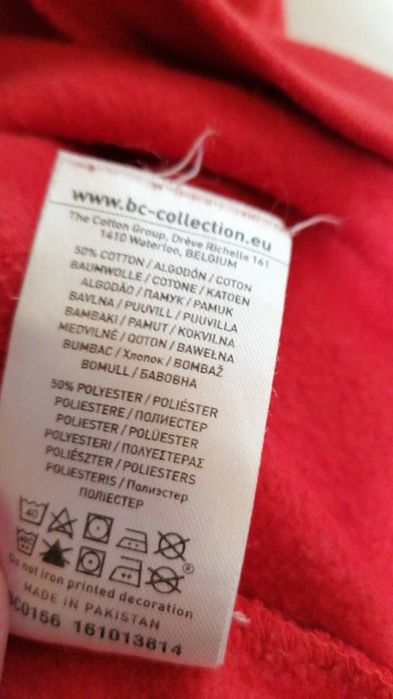 www.bc-collection.eu
The Cotton Group, Drève Richelle 161
1410 Waterloo, BELGIUM
50% COTTON / ALGODÓN / COTON
BAUMWOLLE / COTONE / KATOEN
ALGODÃO / ПАМУК / PAMUK
BAVLNA / PUUVILL / PUUVILLA
BAMBAKI / PAMUT / KOKVILNA
MEDVILNĖ / QOTON / BAWEŁNA
BUMBAC / Хлопок / BOMBAŽ
BOMULL / БАВОВНА
50% POLYESTER / POLIÉSTER
POLIESTERE / ПОЛИЕСТЕР
POLIESTER / POLÜESTER
POLYESTERI / ΠΟΛΥΕΣΤΕΡΑΣ
POLIÉSZTER / POLIESTERS
POLIESTERIS / Полиэстер
ПОЛІЕСТЕР
40
Do not iron printed decoration
MADE IN PAKISTAN
161013814